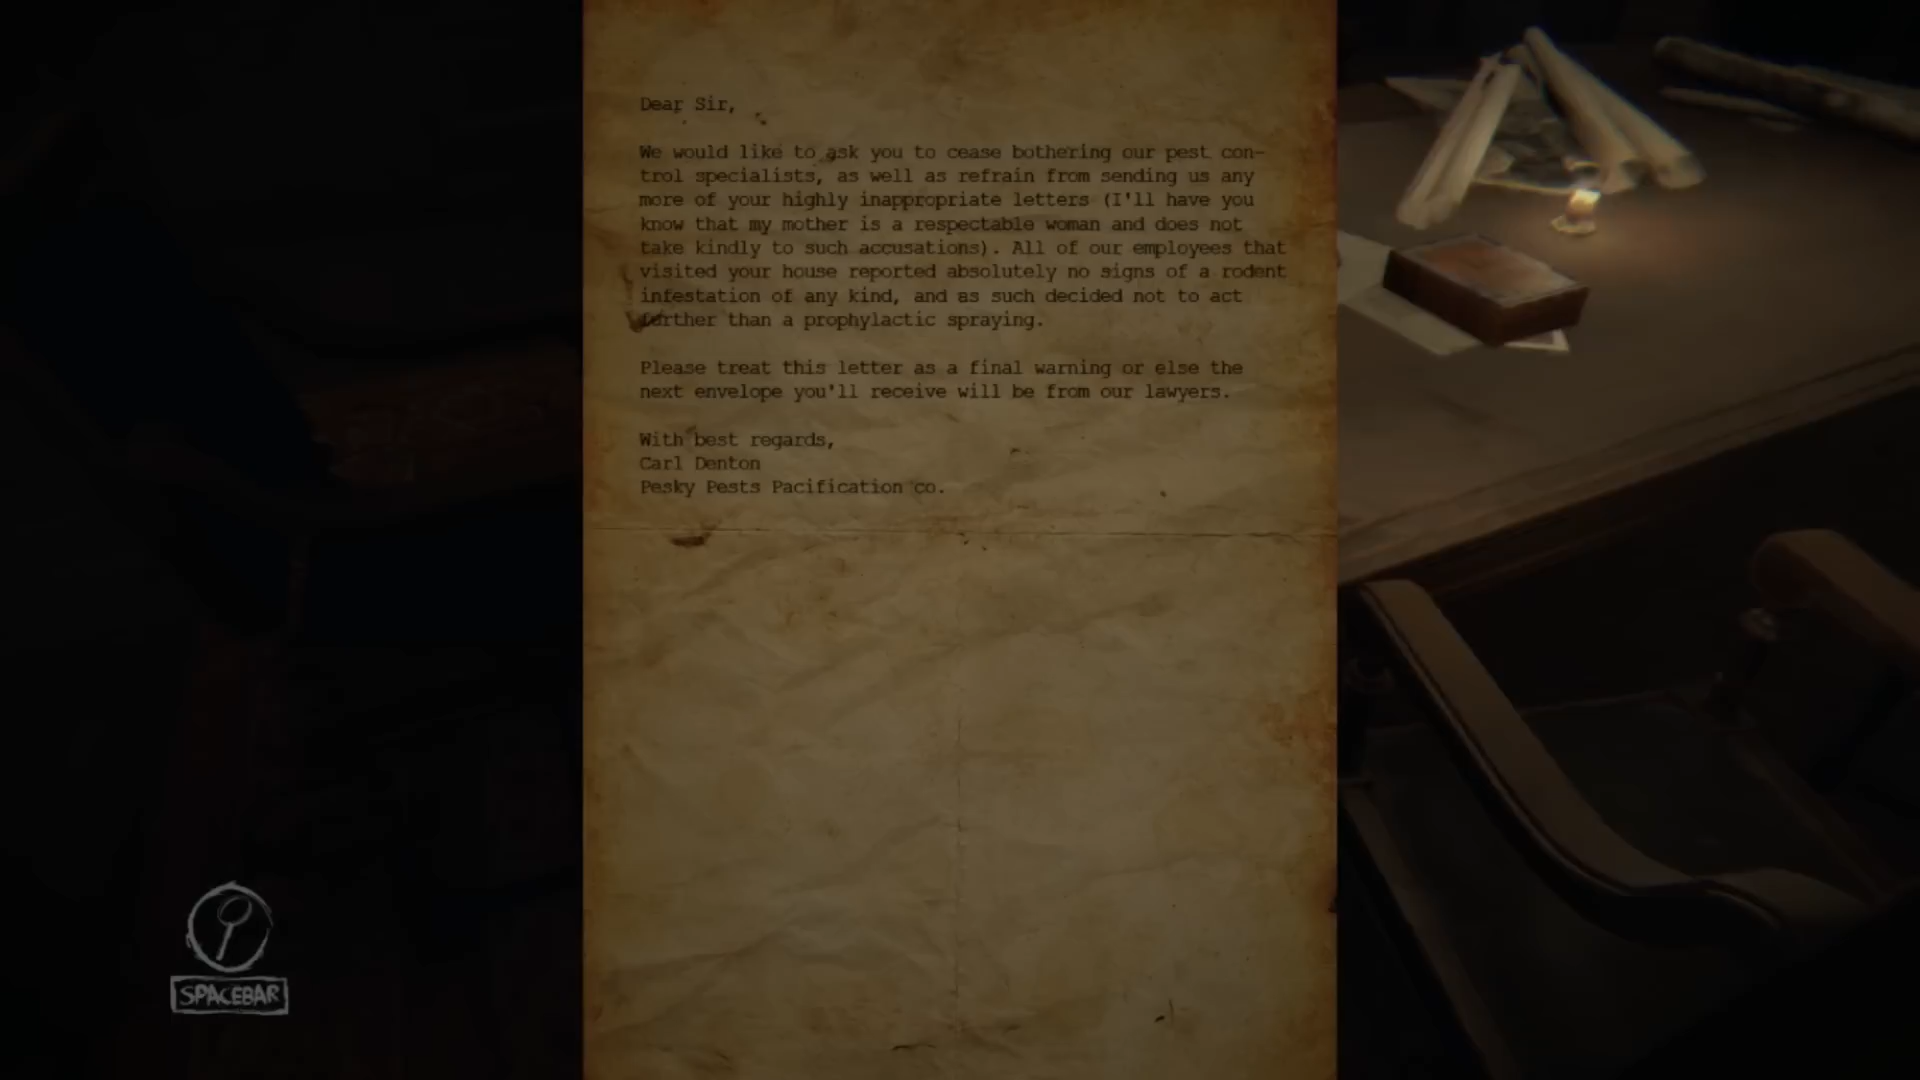 Dear Sir,
We would like to ask you to cease bothering our pest con-
trol specialists, as well as refrain from sending us any
more of your highly inappropriate letters (I'll have you
know that my mother is a respectable woman and does not
take kindly to such accusations). All of our employees that
visited your house reported absolutely no signs of a rodent
infestation of any kind, and as such decided not to act
further than a prophylactic spraying.
Please treat this letter as a final warning or else the
next envelope you'll receive will be from our lawyers.
With best regards,
Carl Denton
Pesky Pests Pacification co.
SPACEBAR